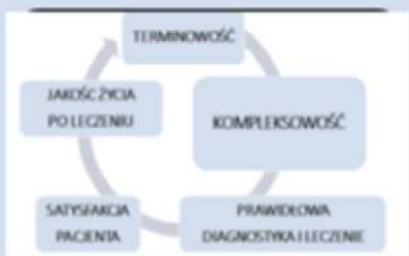 TERMINOWOŚĆ
KOMPLEKSOWOŚĆ
PRAWIDŁOWA
DIAGNOSTYKA I LECZENIE
SATYSFAKCJA
PACJENTA
JAKOŚĆ ŻYCIA
PO LECZENIU